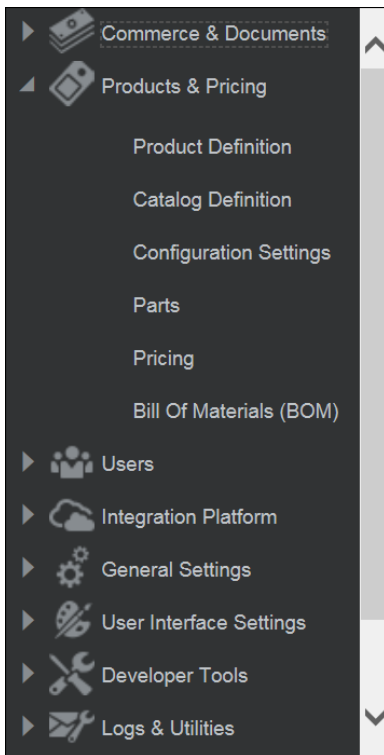 Commerce & Documents
Products & Pricing
Product Definition
Catalog Definition
Configuration Settings
Parts
Pricing
Bill Of Materials (BOM)
Users
Integration Platform
General Settings
User Interface Settings
Developer Tools
Logs & Utilities